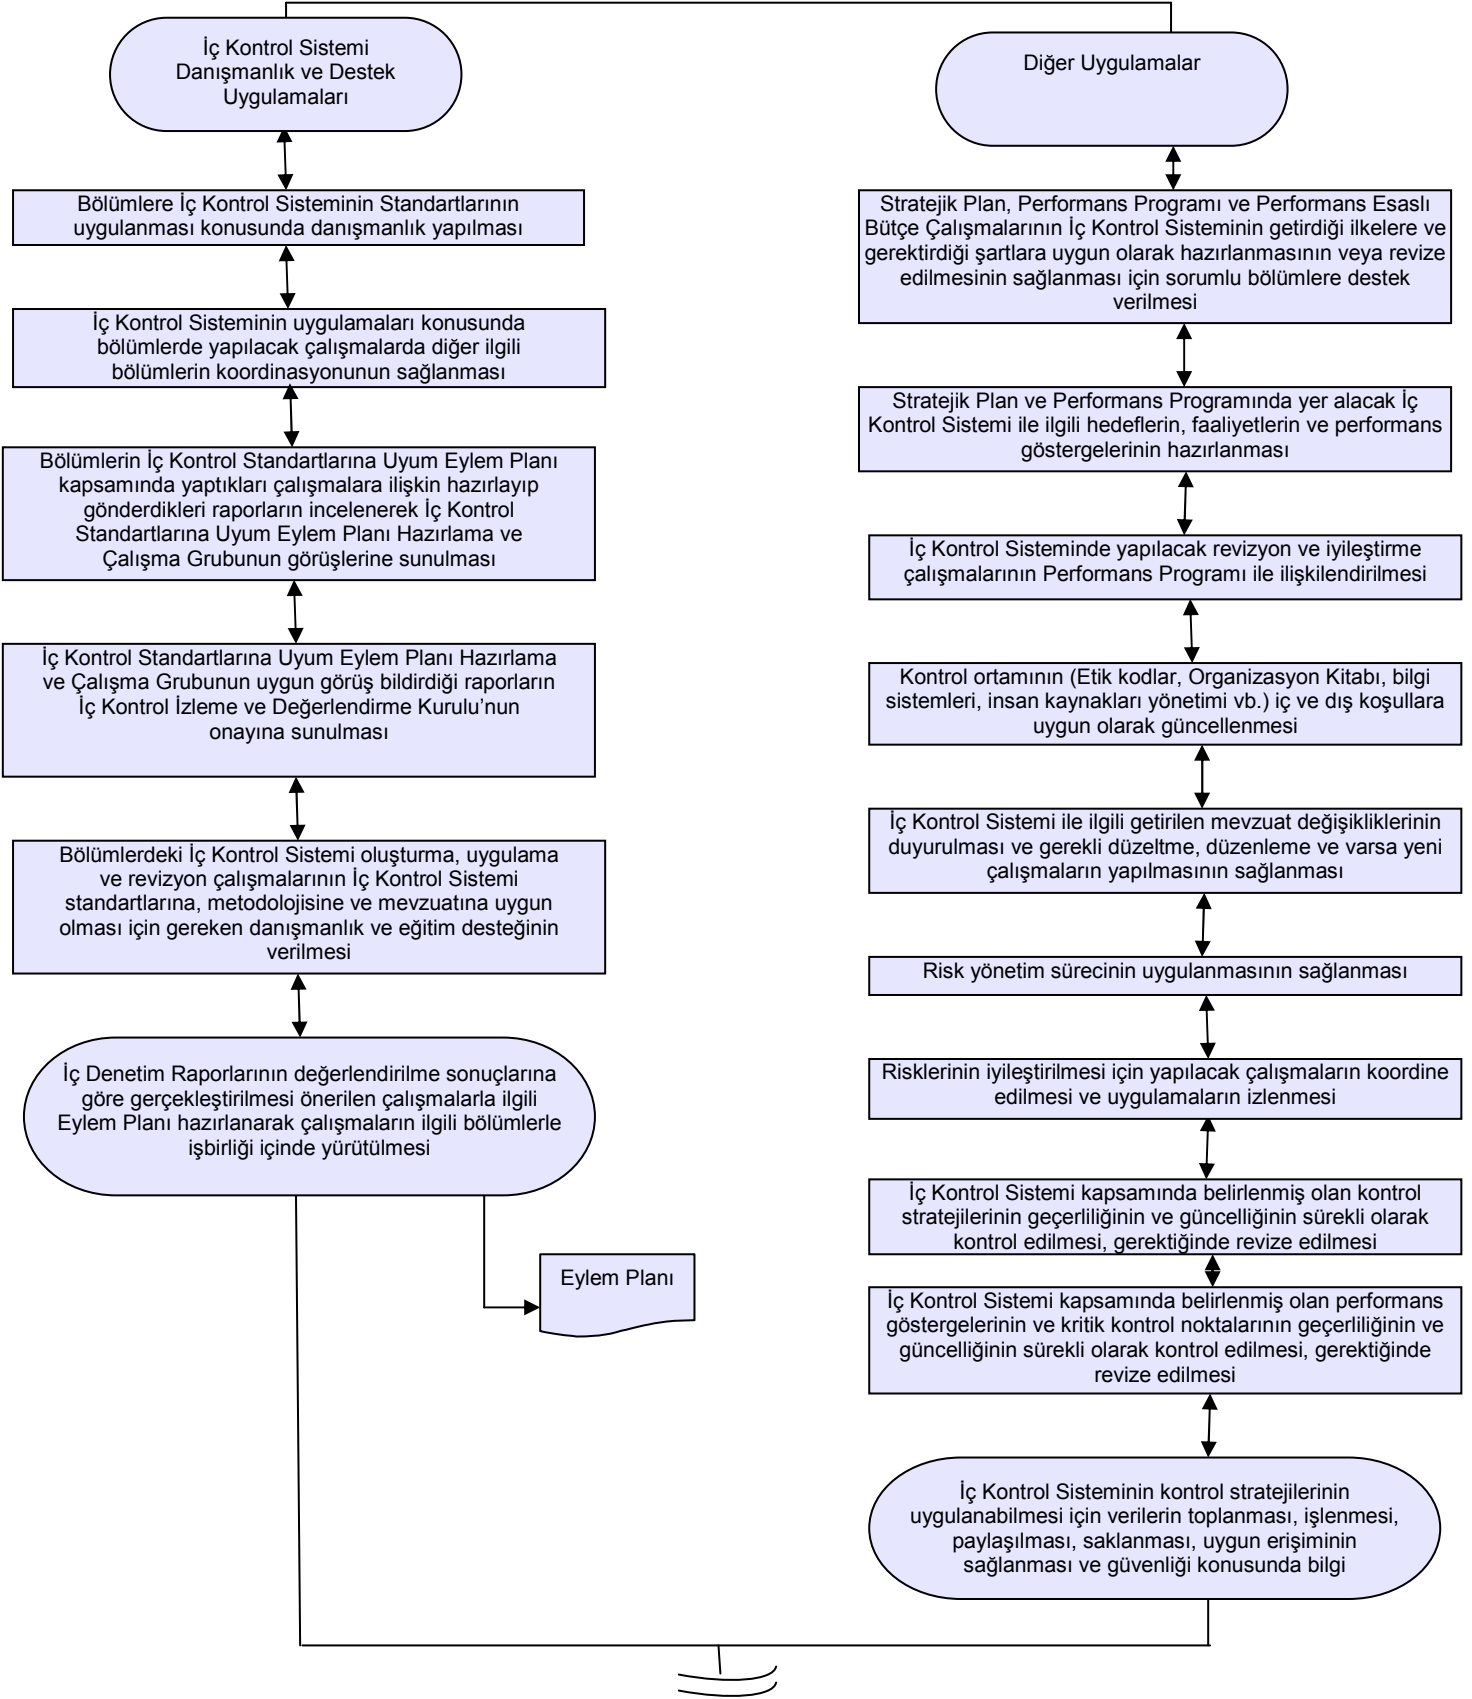 İç Kontrol Sistemi
Danışmanlık ve Destek
Uygulamaları
Bölümlere İç Kontrol Sisteminin Standartlarının
uygulanması konusunda danışmanlık yapılması
İç Kontrol Sisteminin uygulamaları konusunda
bölümlerde yapılacak çalışmalarda diğer ilgili
bölümlerin koordinasyonunun sağlanması
Bölümlerin İç Kontrol Standartlarına Uyum Eylem Planı
kapsamında yaptıkları çalışmalara ilişkin hazırlayıp
gönderdikleri raporların incelenerek İç Kontrol
Standartlarına Uyum Eylem Planı Hazırlama ve
Çalışma Grubunun görüşlerine sunulması
İç Kontrol Standartlarına Uyum Eylem Planı Hazırlama
ve Çalışma Grubunun uygun görüş bildirdiği raporların
İç Kontrol İzleme ve Değerlendirme Kurulu’nun
onayına sunulması
Bölümlerdeki İç Kontrol Sistemi oluşturma, uygulama
ve revizyon çalışmalarının İç Kontrol Sistemi
standartlarına, metodolojisine ve mevzuatına uygun
olması için gereken danışmanlık ve eğitim desteğinin
verilmesi
İç Denetim Raporlarının değerlendirilme sonuçlarına
göre gerçekleştirilmesi önerilen çalışmalarla ilgili
Eylem Planı hazırlanarak çalışmaların ilgili bölümlerle
işbirliği içinde yürütülmesi
Eylem Planı
Diğer Uygulamalar
Stratejik Plan, Performans Programı ve Performans Esaslı
Bütçe Çalışmalarının İç Kontrol Sisteminin getirdiği ilkelere ve
gerektirdiği şartlara uygun olarak hazırlanmasının veya revize
edilmesinin sağlanması için sorumlu bölümlere destek
verilmesi
Stratejik Plan ve Performans Programında yer alacak İç
Kontrol Sistemi ile ilgili hedeflerin, faaliyetlerin ve performans
göstergelerinin hazırlanması
İç Kontrol Sisteminde yapılacak revizyon ve iyileştirme
çalışmalarının Performans Programı ile ilişkilendirilmesi
Kontrol ortamının (Etik kodlar, Organizasyon Kitabı, bilgi
sistemleri, insan kaynakları yönetimi vb.) iç ve dış koşullara
uygun olarak güncellenmesi
İç Kontrol Sistemi ile ilgili getirilen mevzuat değişikliklerinin
duyurulması ve gerekli düzeltme, düzenleme ve varsa yeni
çalışmaların yapılmasının sağlanması
Risk yönetim sürecinin uygulanmasının sağlanması
Risklerinin iyileştirilmesi için yapılacak çalışmaların koordine
edilmesi ve uygulamaların izlenmesi
İç Kontrol Sistemi kapsamında belirlenmiş olan kontrol
stratejilerinin geçerliliğinin ve güncelliğinin sürekli olarak
kontrol edilmesi, gerektiğinde revize edilmesi
İç Kontrol Sistemi kapsamında belirlenmiş olan performans
göstergelerinin ve kritik kontrol noktalarının geçerliliğinin ve
güncelliğinin sürekli olarak kontrol edilmesi, gerektiğinde
revize edilmesi
İç Kontrol Sisteminin kontrol stratejilerinin
uygulanabilmesi için verilerin toplanması, işlenmesi,
paylaşılması, saklanması, uygun erişiminin
sağlanması ve güvenliği konusunda bilgi